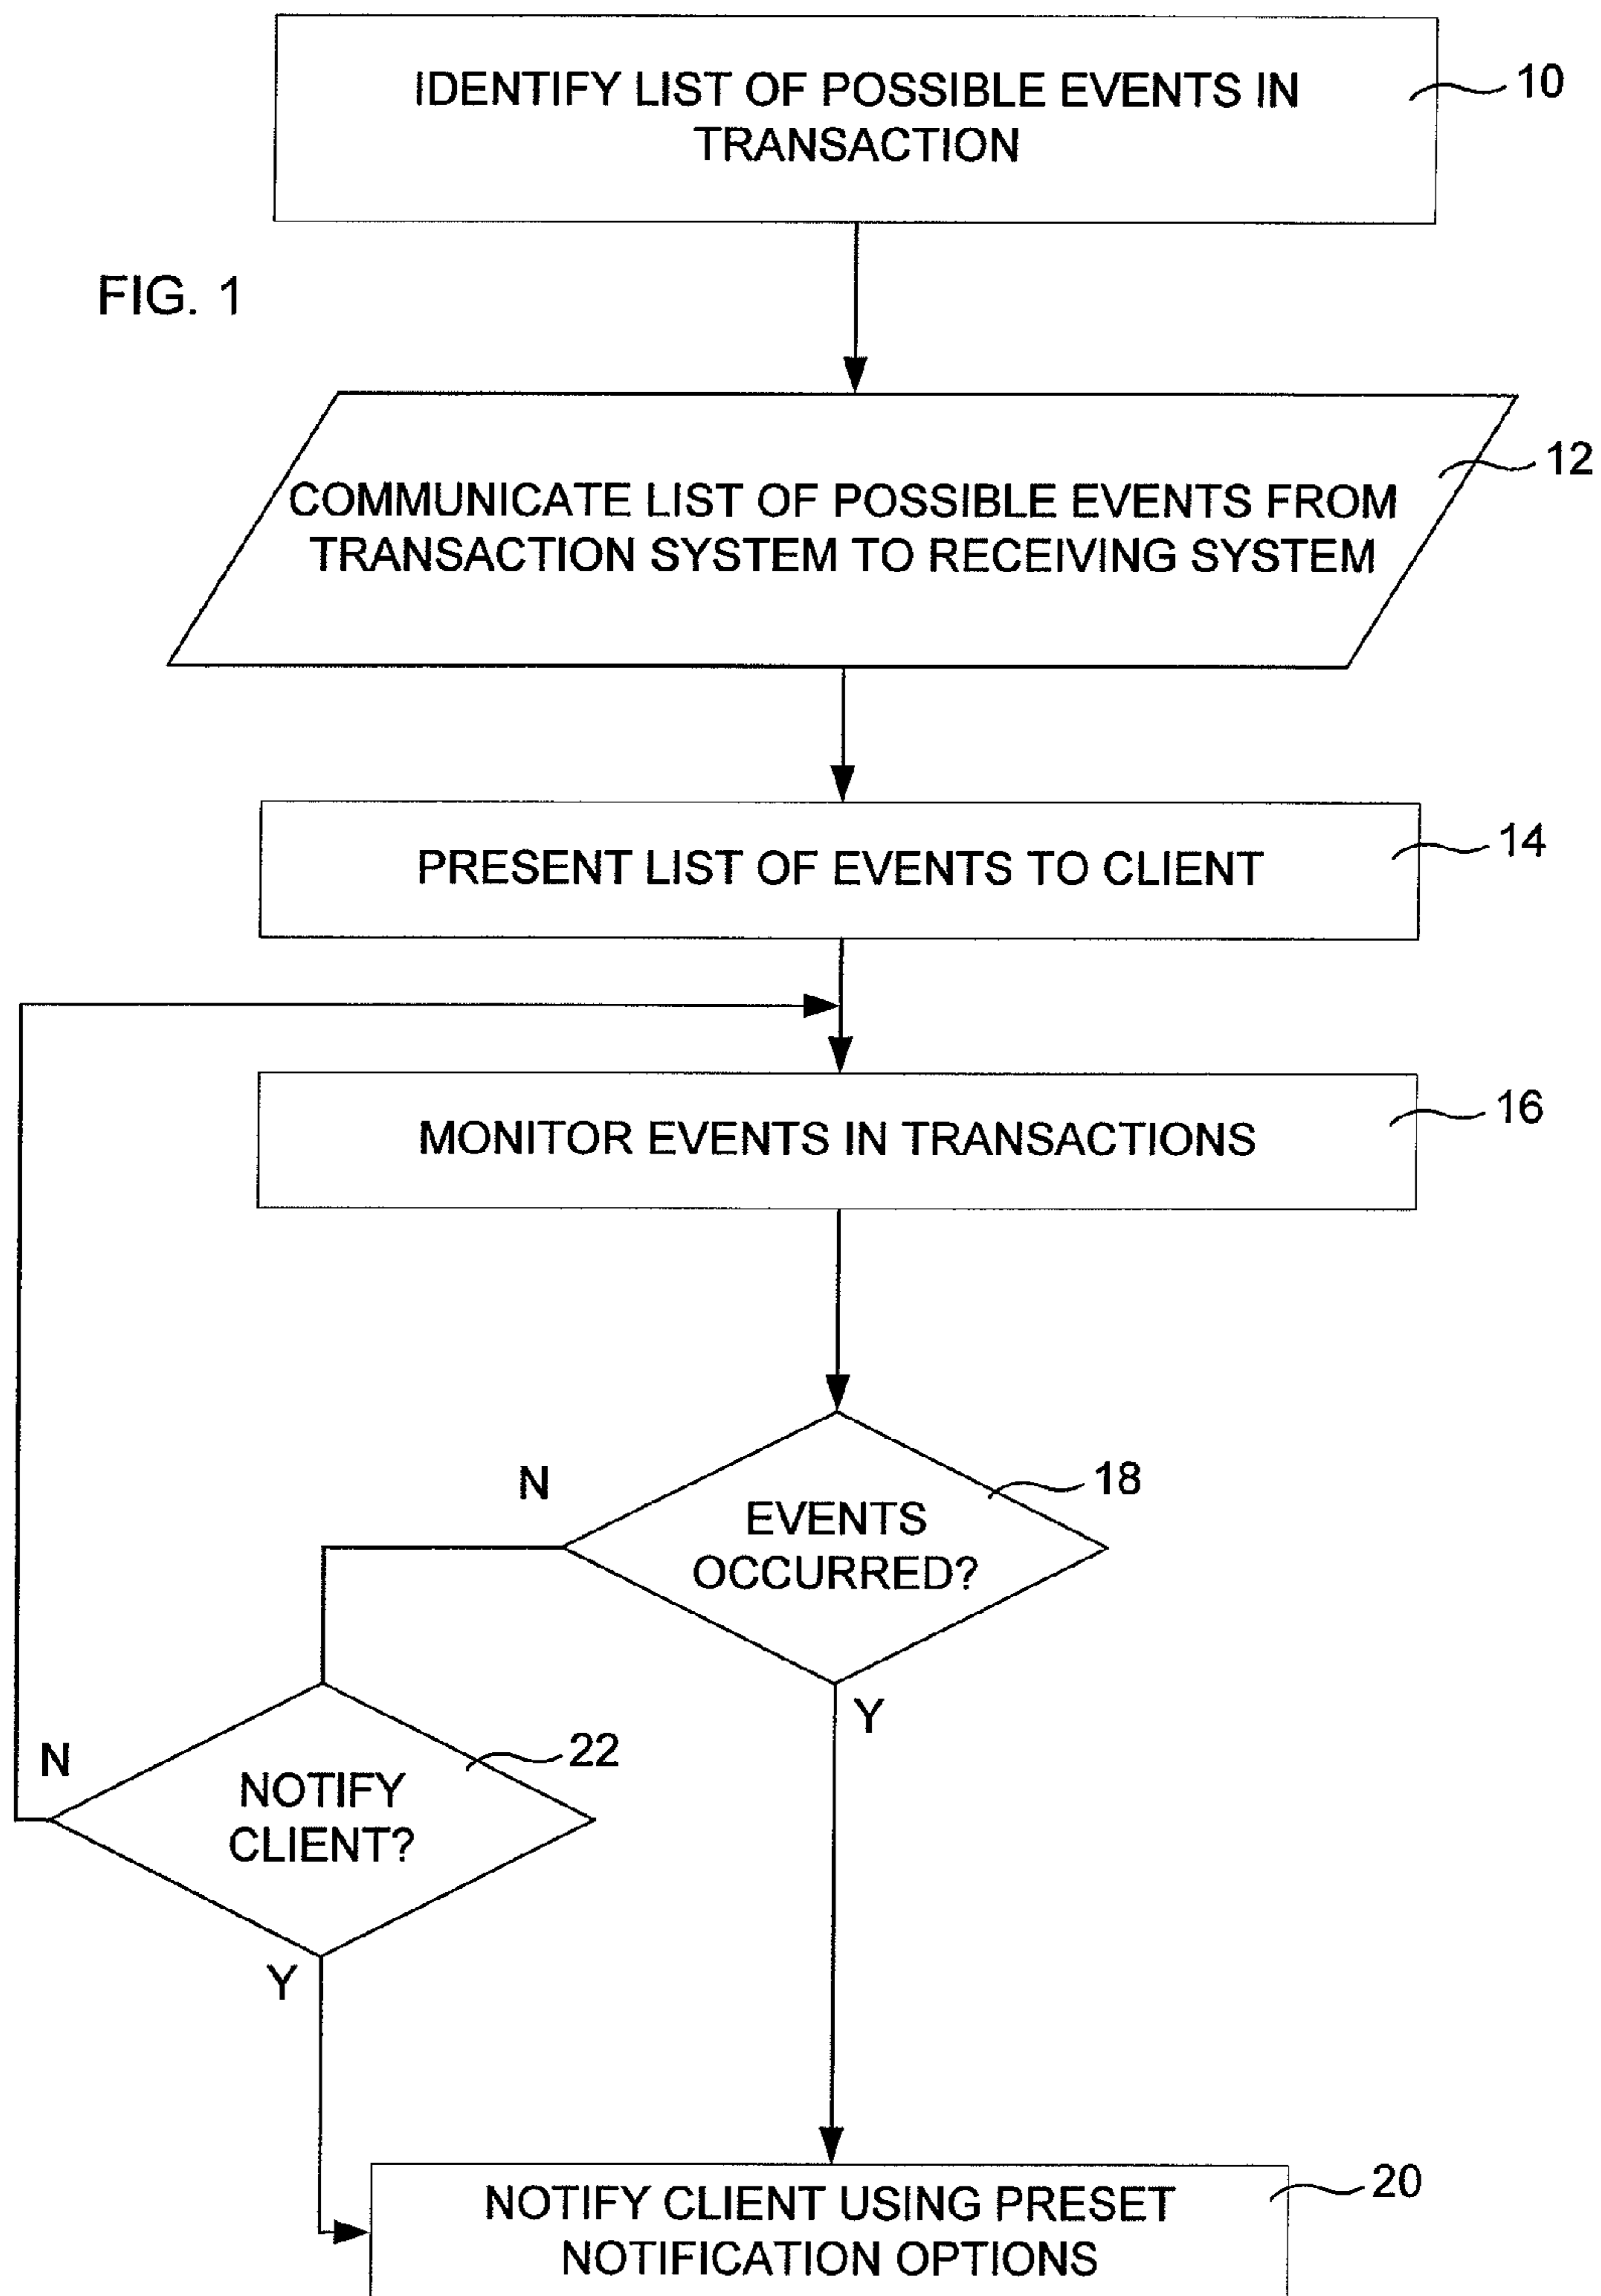 IDENTIFY LIST OF POSSIBLE EVENTS IN
TRANSACTION
10
FIG. 1
COMMUNICATE LIST OF POSSIBLE EVENTS FROM
TRANSACTION SYSTEM TO RECEIVING SYSTEM
12
PRESENT LIST OF EVENTS TO CLIENT
14
MONITOR EVENTS IN TRANSACTIONS
16
N
EVENTS
OCCURRED?
18
Y
N
NOTIFY
CLIENT?
22
Y
NOTIFY CLIENT USING PRESET
NOTIFICATION OPTIONS
20